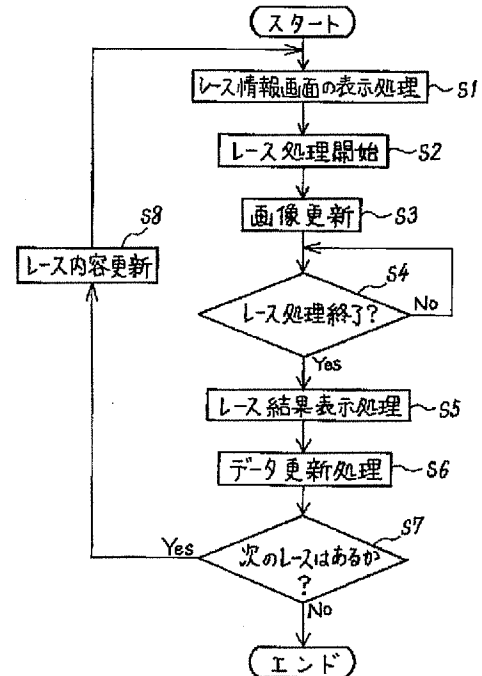 スタート
レース情報画面の表示処理 S1
レース処理開始 S2
画像更新 S3
S8
レース内容更新
S4
レース処理終了?
No
Yes
レース結果表示処理 S5
データ更新処理 S6
S7
Yes
次のレースはあるか
?
No
エンド